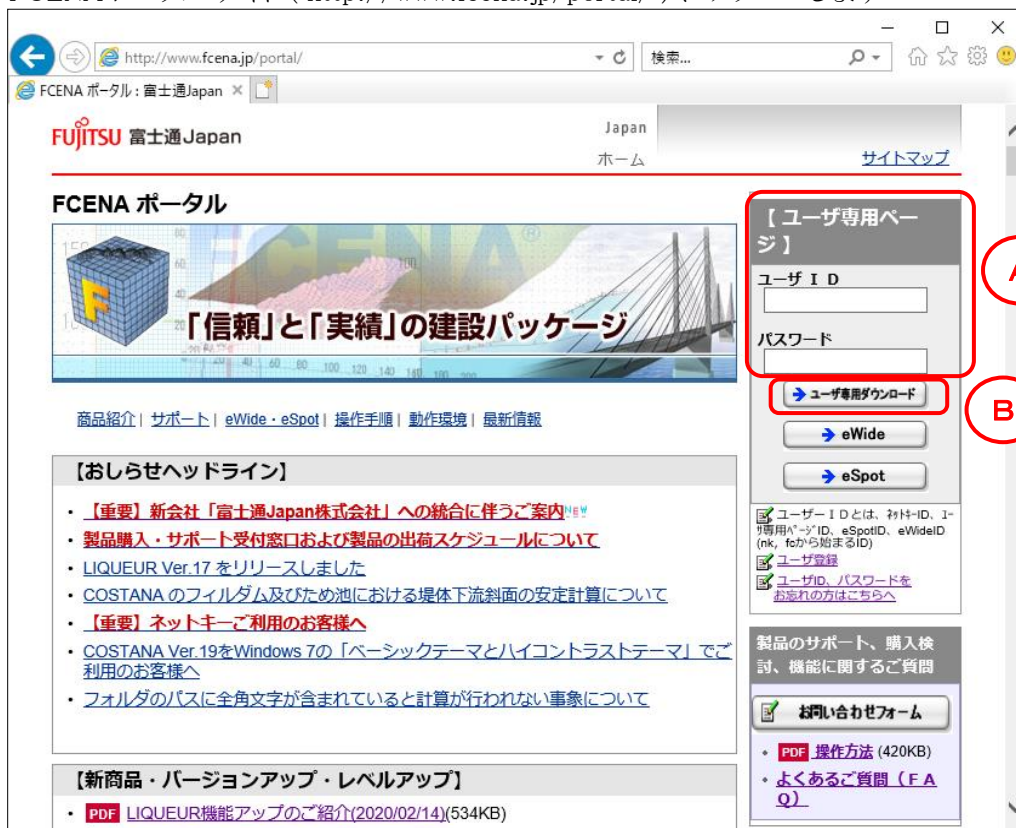 http://www.fcena.jp/portal/
検索...
FCENA ポータル : 富士通Japan
FUJITSU 富士通Japan
Japan
ホーム
サイトマップ
FCENA ポータル
「信頼」と「実績」の建設パッケージ
商品紹介 | サポート | eWide・eSpot | 操作手順 | 動作環境 | 最新情報
【おしらせヘッドライン】
・ 【重要】新会社「富士通Japan株式会社」への統合に伴うご案内 NEW
・ 製品購入・サポート受付窓口および製品の出荷スケジュールについて
・ LIQUEUR Ver.17 をリリースしました
・ COSTANA のフィルダム及びため池における堤体下流斜面の安定計算について
・ 【重要】ネットキーご利用のお客様へ
・ COSTANA Ver.19をWindows 7の「ベーシックテーマとハイコントラストテーマ」でご
利用のお客様へ
・ フォルダのパスに全角文字が含まれていると計算が行われない事象について
【新商品・バージョンアップ・レベルアップ】
・ PDF LIQUEUR機能アップのご紹介(2020/02/14)(534KB)
【 ユーザ専用ペー
ジ 】
ユーザ I D
パスワード
ユーザ専用ダウンロード
B
eWide
eSpot
ユーザーIDとは、ネットキーID、ユー
ザ専用ページID、eSpotID、eWideID
(nk, fcから始まるID)
ユーザ登録
ユーザID、パスワードを
お忘れの方はこちらへ
製品のサポート、購入検
討、機能に関するご質問
お問い合わせフォーム
・ PDF 操作方法 (420KB)
・ よくあるご質問（FA
Q）